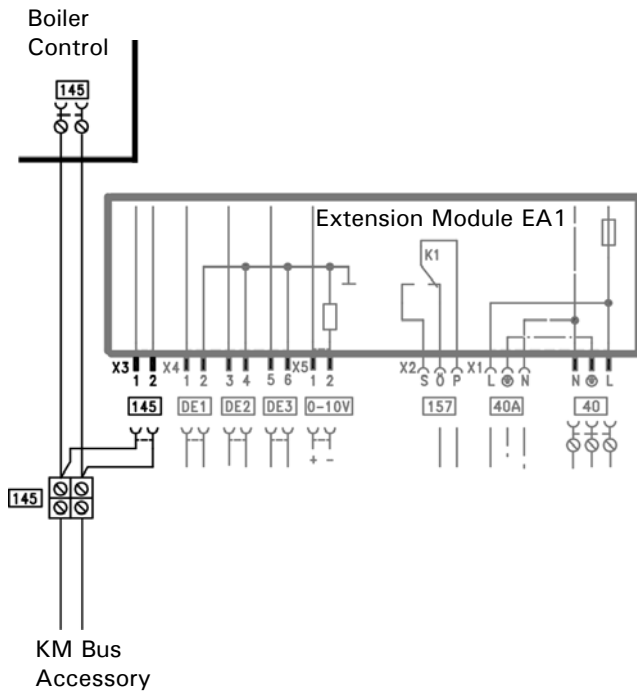 Boiler
Control
145
Extension Module EA1
K1
X3 X4 X5 X2 X1
1 2 1 2 3 4 5 6 1 2 S Ö P L N N L
145 DE1 DE2 DE3 0-10V 157 40A 40
+ -
145
KM Bus
Accessory